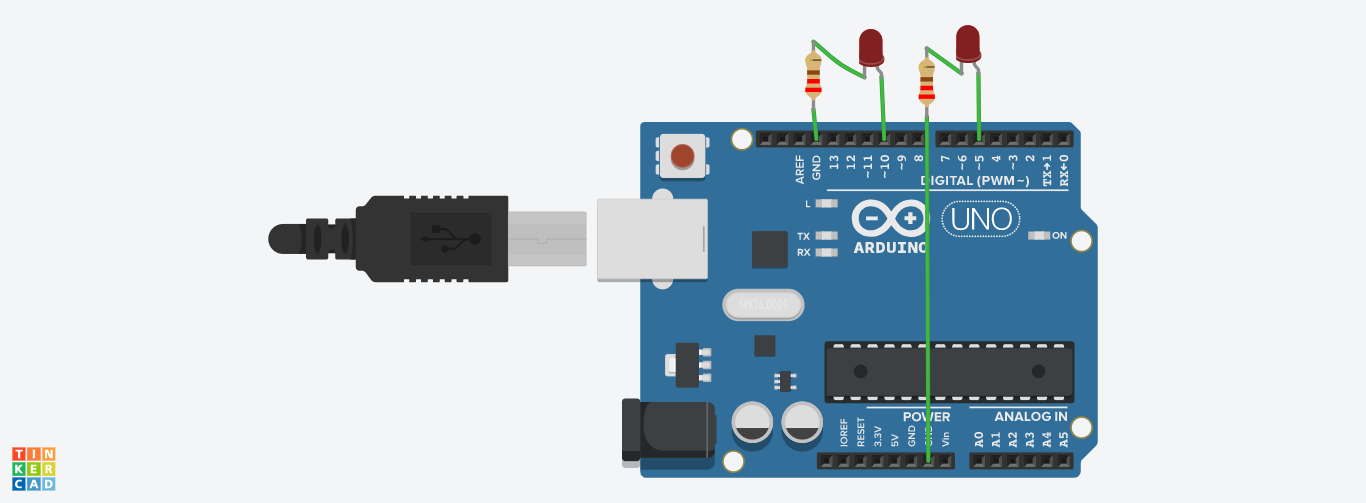 AREF
GND
13
12
~11
~10
~9
8
7
~6
~5
4
~3
2
TX→1
RX←0
DIGITAL (PWM~)
L
TX
RX
ARDUINO
UNO
ON
POWER
ANALOG IN
IOREF
RESET
3.3V
5V
GND
GND
Vin
A0
A1
A2
A3
A4
A5
TIN
KER
CAD